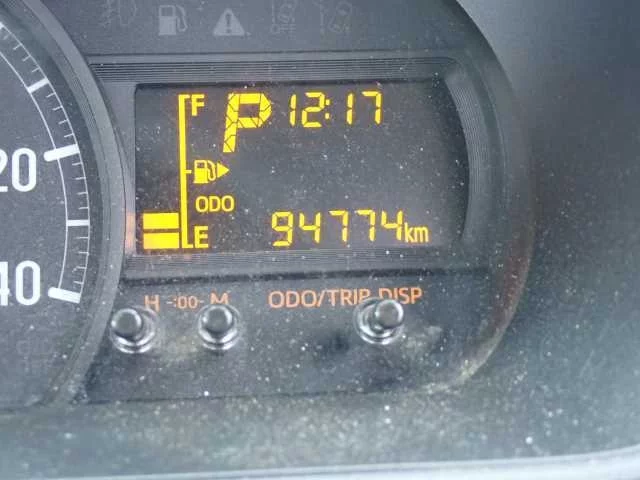 F P 12:17
ODO
E 94774km
20
40
H -:00- M ODO/TRIP DISP